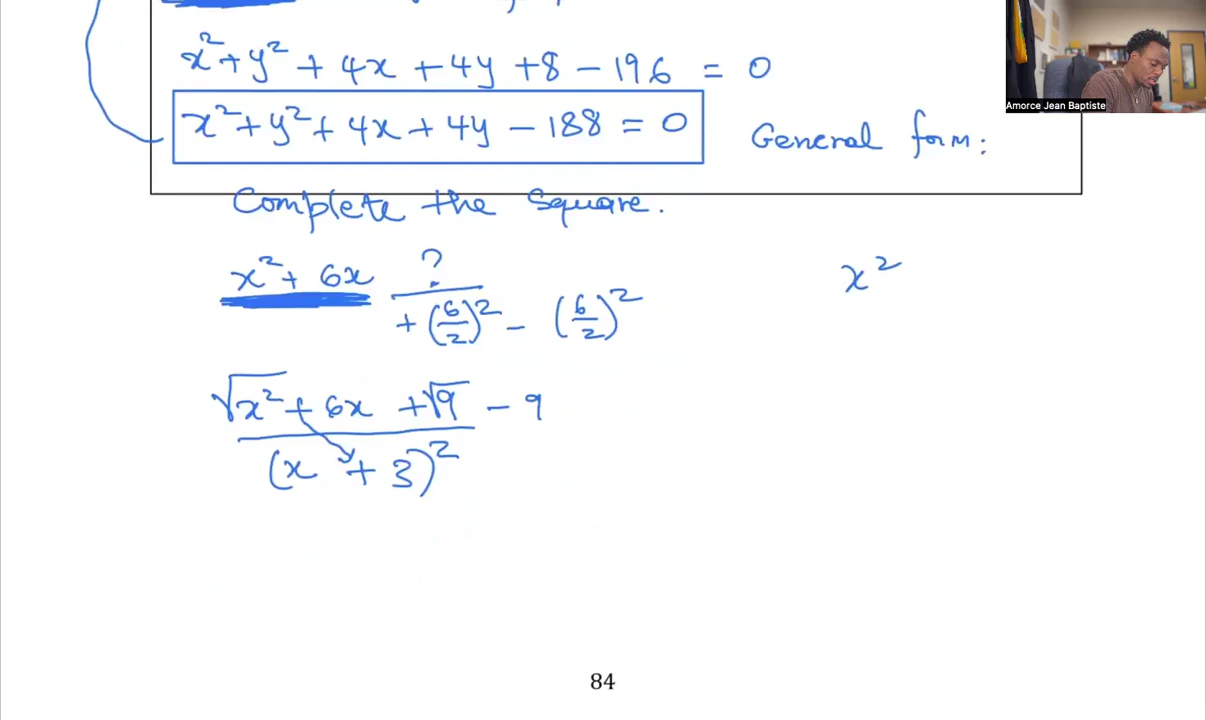 x² + y² + 4x + 4y + 8 - 196 = 0
x² + y² + 4x + 4y - 188 = 0 General form:
Complete the Square.
x² + 6x ? x²
+ (6/2)² - (6/2)²
√x² + 6x + √9 - 9
(x + 3)²
84
Amorce Jean Baptiste